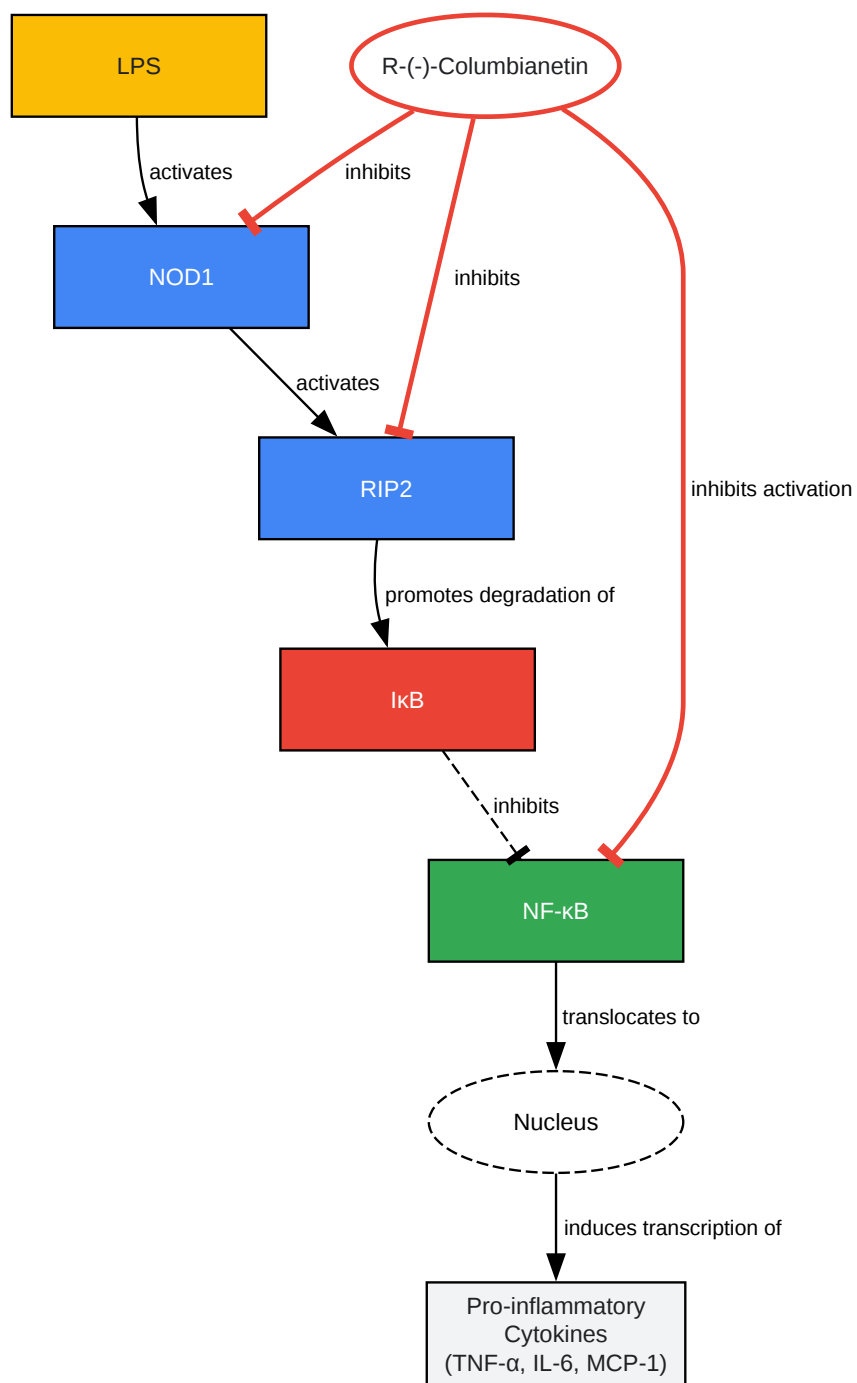 LPS
R-(-)-Columbianetin
activates
inhibits
NOD1
inhibits
activates
RIP2
inhibits activation
promotes degradation of
IκB
inhibits
NF-κB
translocates to
Nucleus
induces transcription of
Pro-inflammatory
Cytokines
(TNF-α, IL-6, MCP-1)